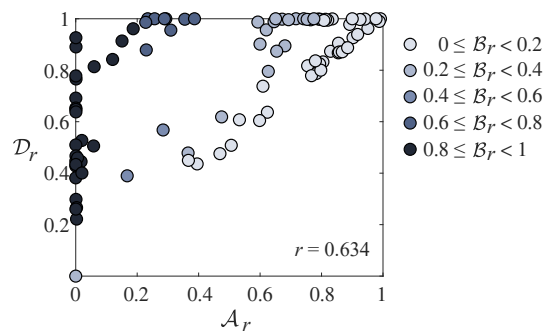 1
0.8
0.6
0.4
0.2
0
0.2
0.4
0.6
0.8
1
𝒟r
𝒜r
r = 0.634
0 ≤ ℬr < 0.2
0.2 ≤ ℬr < 0.4
0.4 ≤ ℬr < 0.6
0.6 ≤ ℬr < 0.8
0.8 ≤ ℬr < 1